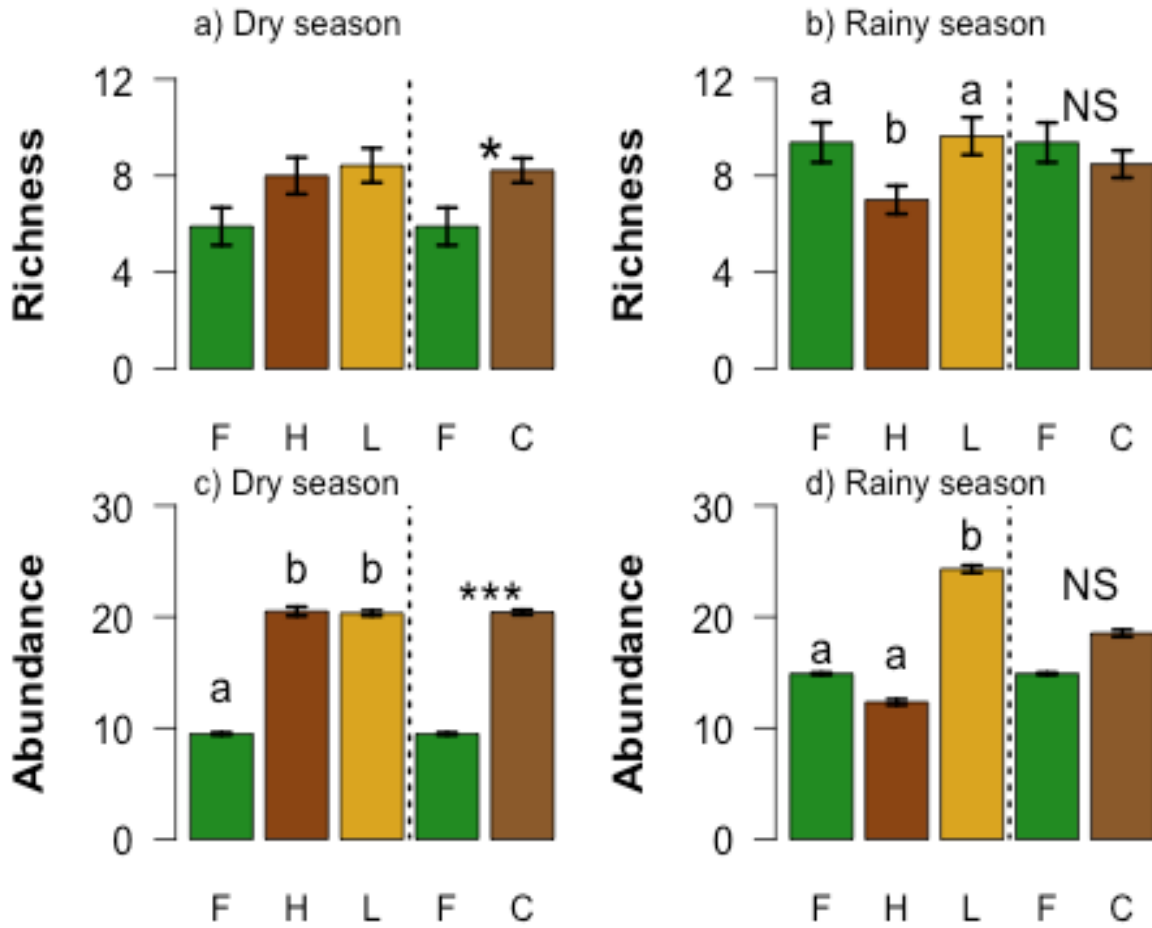 a) Dry season
Richness
12
8
4
0
*
F H L F C
b) Rainy season
Richness
12
8
4
0
a b a NS
F H L F C
c) Dry season
Abundance
30
20
10
0
a b b ***
F H L F C
d) Rainy season
Abundance
30
20
10
0
a a b NS
F H L F C